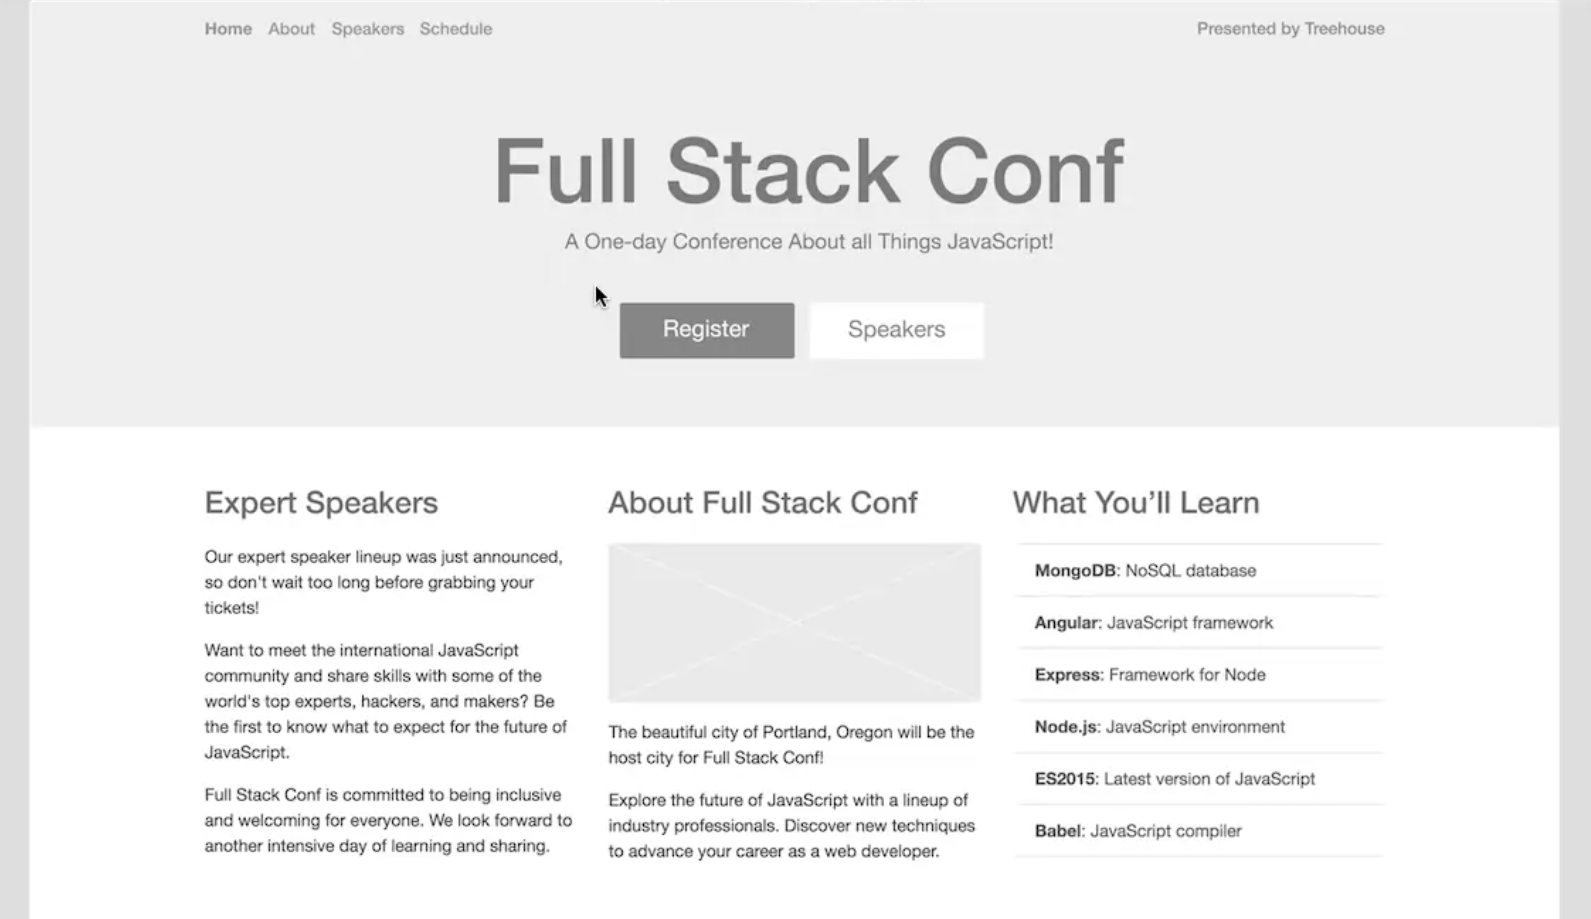 Home About Speakers Schedule
Presented by Treehouse
Full Stack Conf
A One-day Conference About all Things JavaScript!
Register
Speakers
Expert Speakers
Our expert speaker lineup was just announced,
so don't wait too long before grabbing your
tickets!
Want to meet the international JavaScript
community and share skills with some of the
world's top experts, hackers, and makers? Be
the first to know what to expect for the future of
JavaScript.
Full Stack Conf is committed to being inclusive
and welcoming for everyone. We look forward to
another intensive day of learning and sharing.
About Full Stack Conf
The beautiful city of Portland, Oregon will be the
host city for Full Stack Conf!
Explore the future of JavaScript with a lineup of
industry professionals. Discover new techniques
to advance your career as a web developer.
What You’ll Learn
MongoDB: NoSQL database
Angular: JavaScript framework
Express: Framework for Node
Node.js: JavaScript environment
ES2015: Latest version of JavaScript
Babel: JavaScript compiler